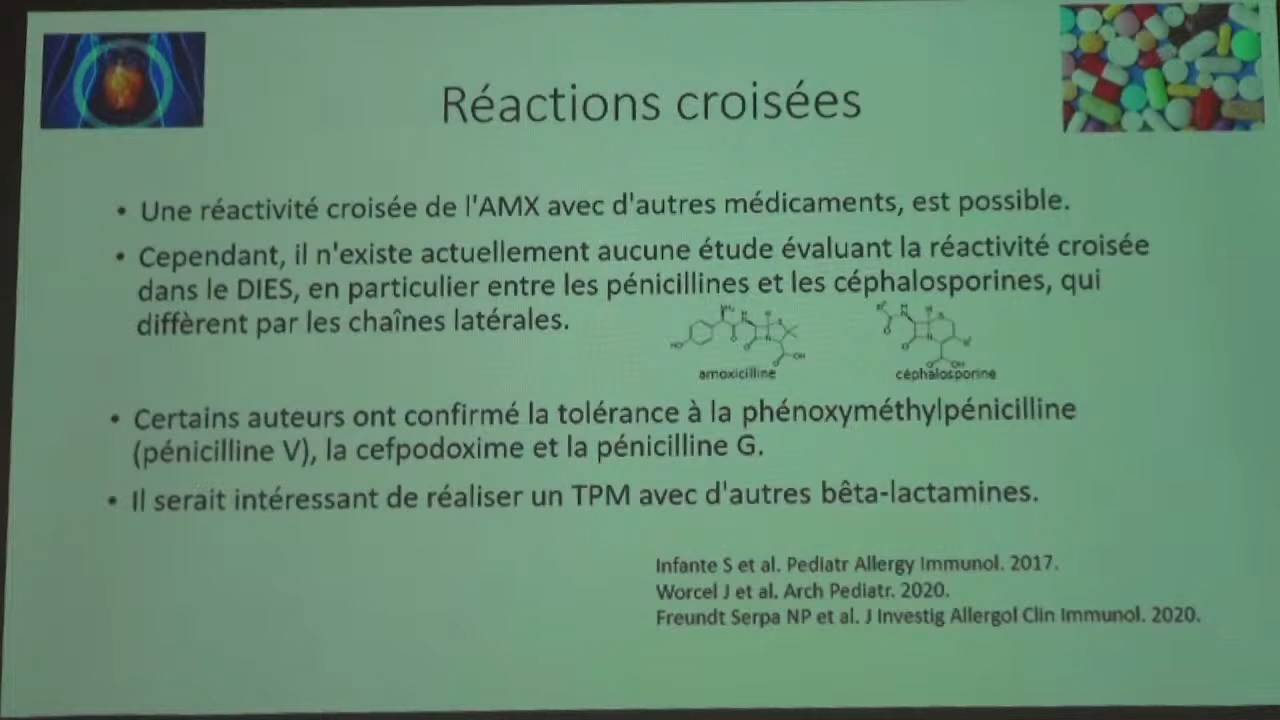 Réactions croisées
• Une réactivité croisée de l'AMX avec d'autres médicaments, est possible.
• Cependant, il n'existe actuellement aucune étude évaluant la réactivité croisée
dans le DIES, en particulier entre les pénicillines et les céphalosporines, qui
diffèrent par les chaînes latérales.
amoxicilline
céphalosporine
• Certains auteurs ont confirmé la tolérance à la phénoxyméthylpénicilline
(pénicilline V), la cefpodoxime et la pénicilline G.
• Il serait intéressant de réaliser un TPM avec d'autres bêta-lactamines.
Infante S et al. Pediatr Allergy Immunol. 2017.
Worcel J et al. Arch Pediatr. 2020.
Freundt Serpa NP et al. J Investig Allergol Clin Immunol. 2020.